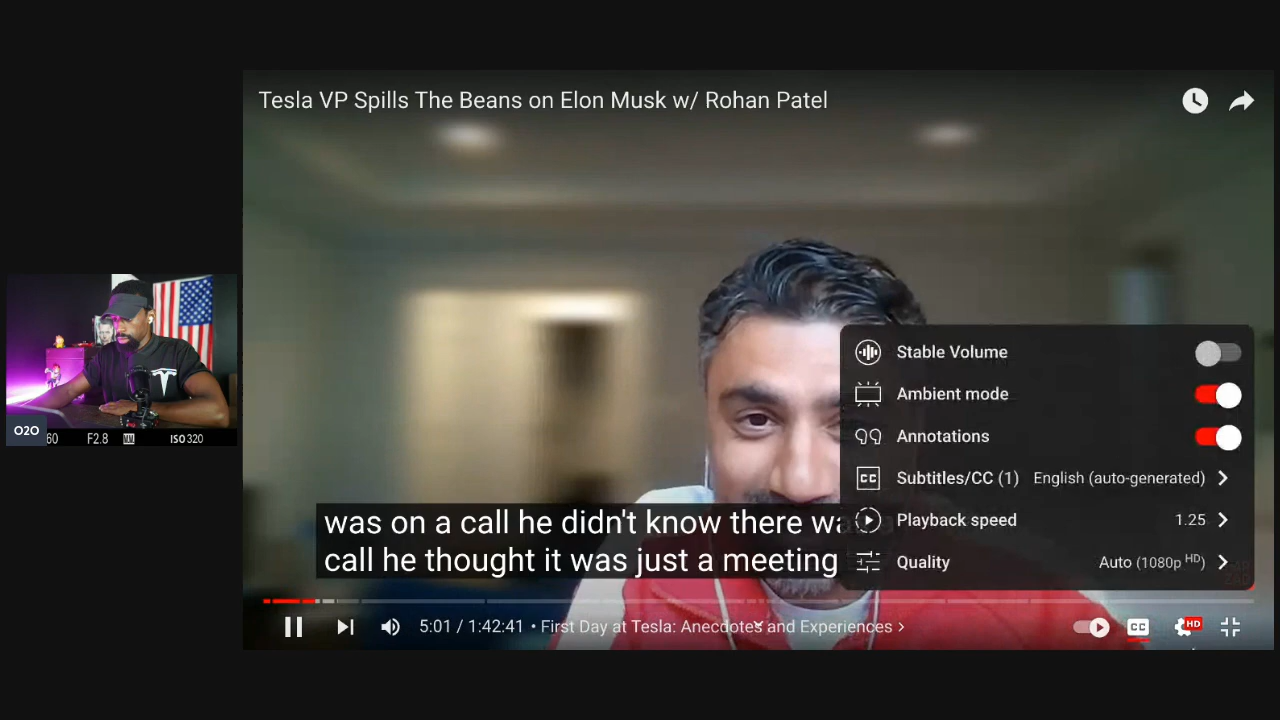 Tesla VP Spills The Beans on Elon Musk w/ Rohan Patel
Stable Volume
Ambient mode
Annotations
Subtitles/CC (1) English (auto-generated)
Playback speed 1.25
Quality Auto (1080p HD)
was on a call he didn't know there
call he thought it was just a meeting
5:01 / 1:42:41 • First Day at Tesla: Anecdotes and Experiences
CC
HD
O2O
60 F2.8 ISO 320